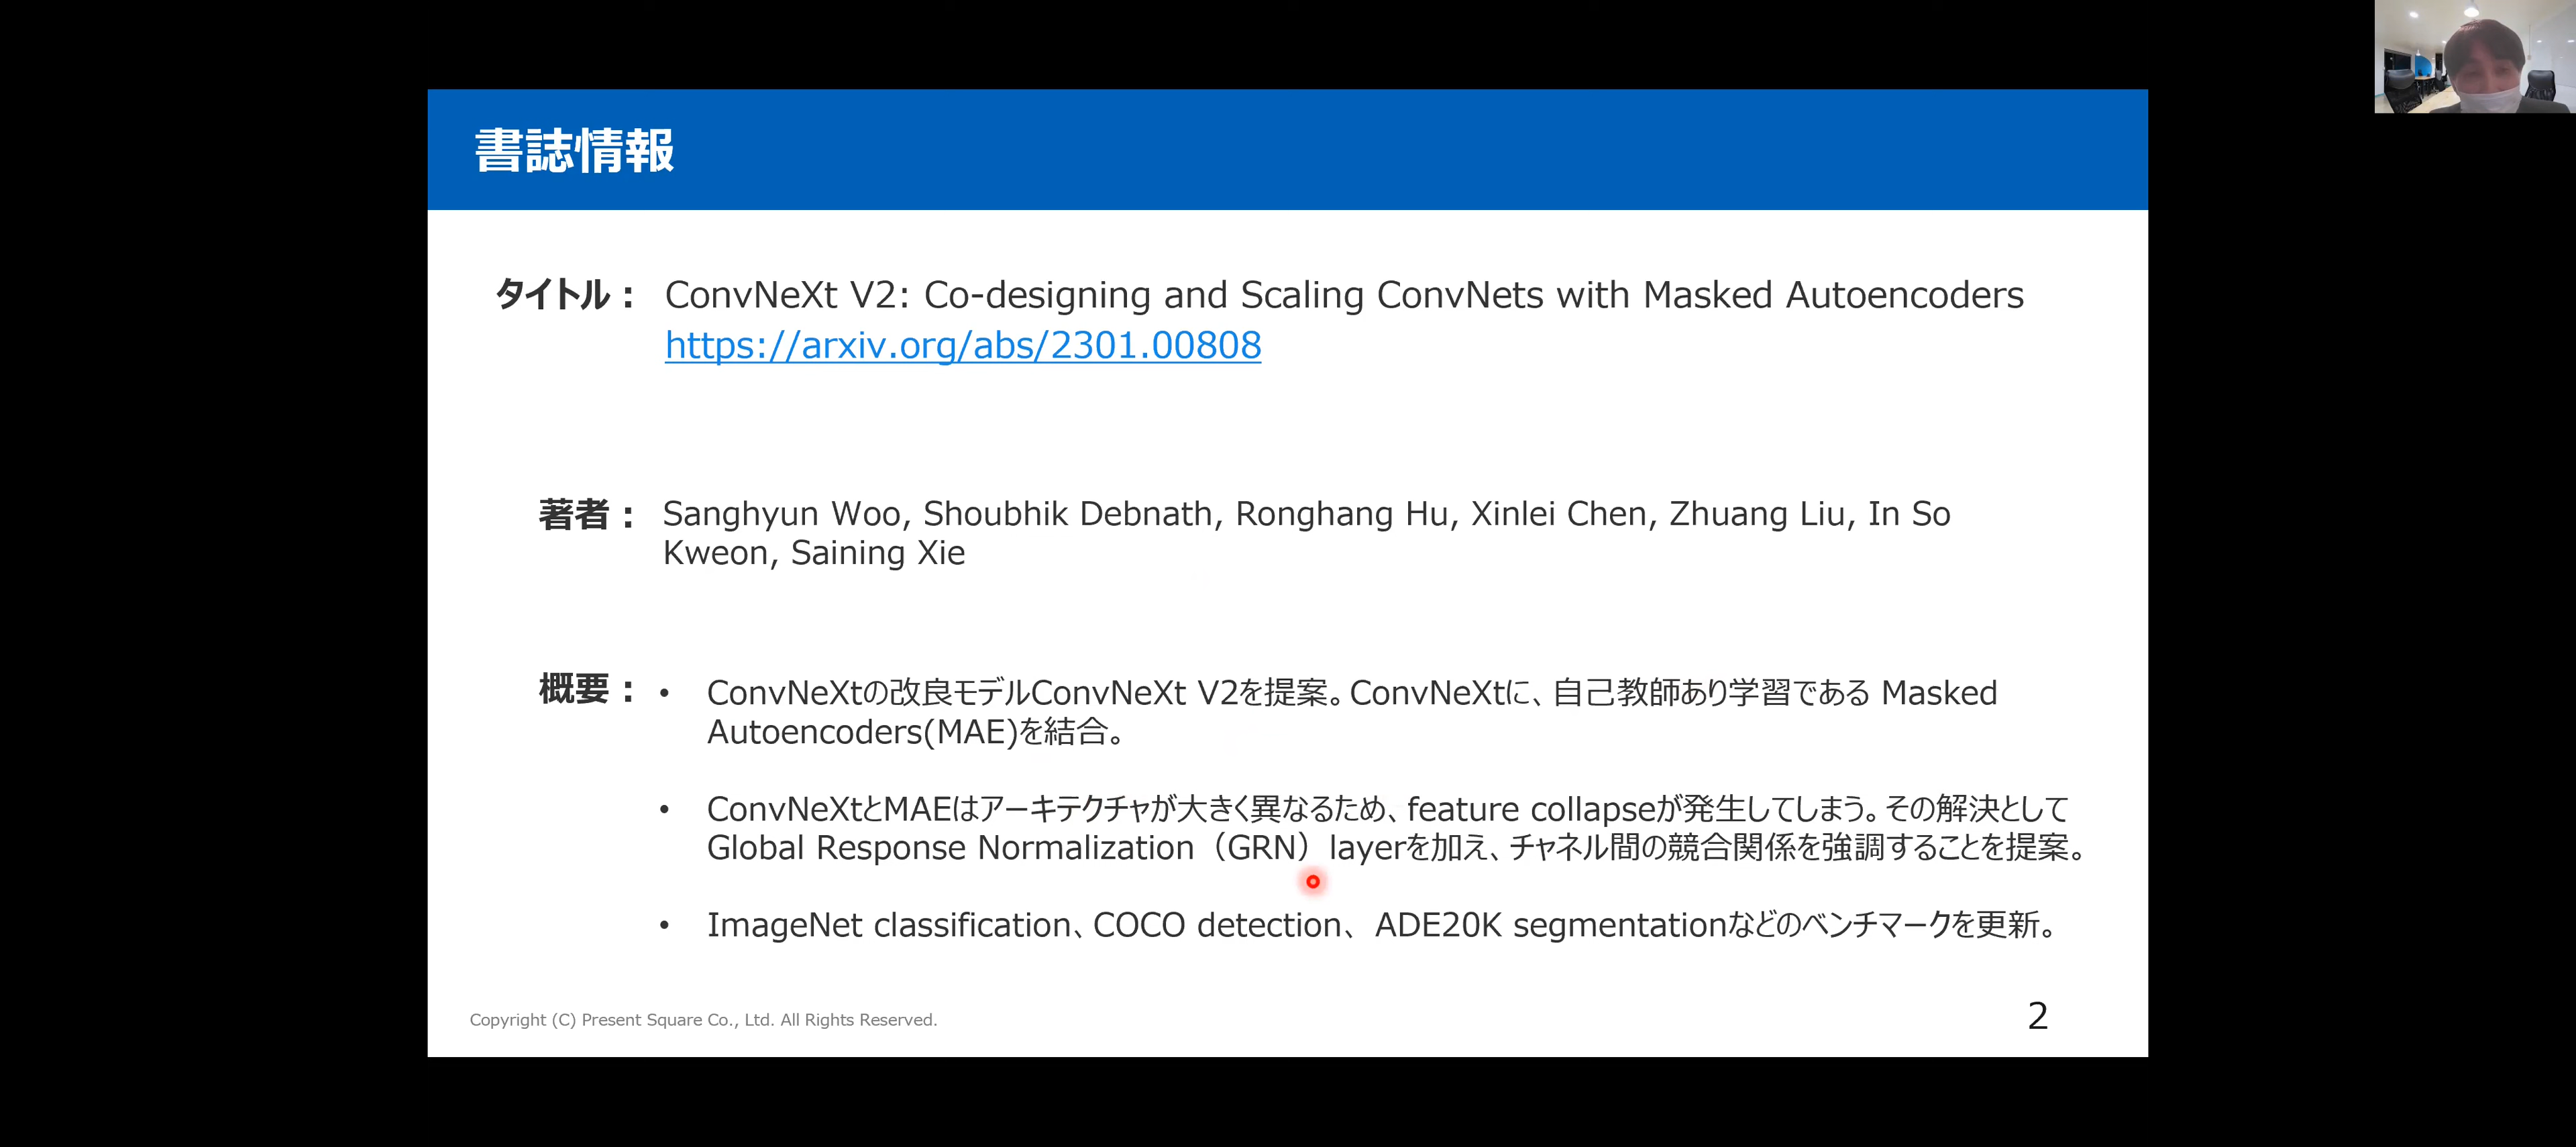 書誌情報
タイトル： ConvNeXt V2: Co-designing and Scaling ConvNets with Masked Autoencoders
https://arxiv.org/abs/2301.00808
著者： Sanghyun Woo, Shoubhik Debnath, Ronghang Hu, Xinlei Chen, Zhuang Liu, In So
Kweon, Saining Xie
概要： • ConvNeXtの改良モデルConvNeXt V2を提案。ConvNeXtに、自己教師あり学習である Masked
Autoencoders(MAE)を結合。
• ConvNeXtとMAEはアーキテクチャが大きく異なるため、feature collapseが発生してしまう。その解決として
Global Response Normalization（GRN）layerを加え、チャネル間の競合関係を強調することを提案。
• ImageNet classification、COCO detection、 ADE20K segmentationなどのベンチマークを更新。
Copyright (C) Present Square Co., Ltd. All Rights Reserved.
2